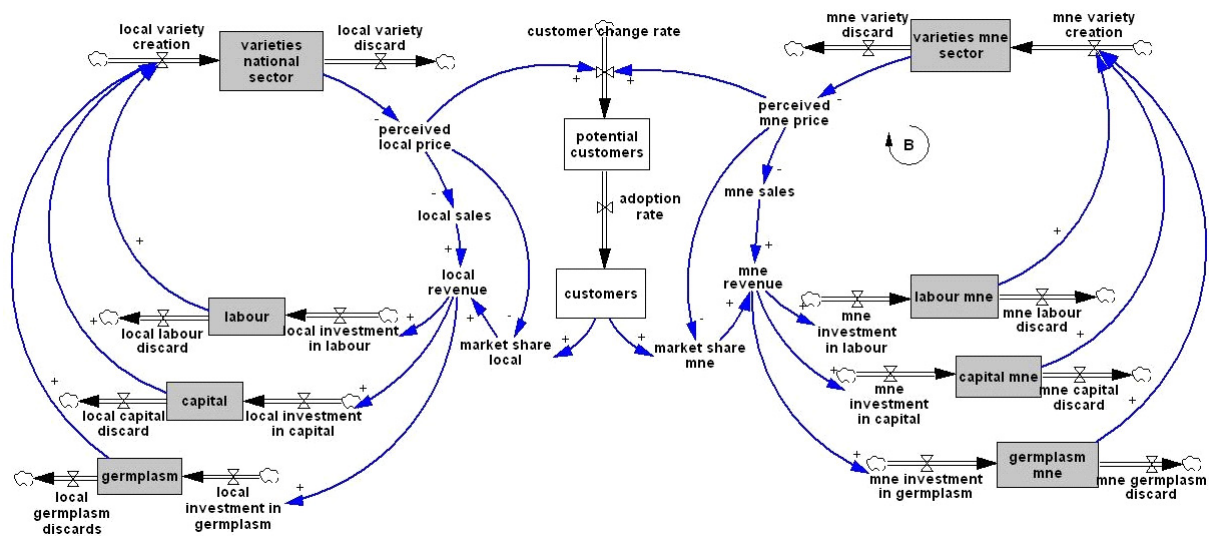 local variety
creation
varieties
national
sector
local variety
discard
customer change rate
mne variety
discard
varieties mne
sector
mne variety
creation
+
+
-
perceived
local price
-
perceived
mne price
potential
customers
B
-
local sales
-
mne sales
adoption
rate
+
+
+
+
local
revenue
mne
revenue
customers
labour
local investment
in labour
local labour
discard
+
+
+
-
market share
local
+
+
-
market share
mne
+
+
mne
investment
in labour
labour mne
mne labour
discard
+
capital
local capital
discard
local investment
in capital
+
+
+
mne
investment
in capital
capital mne
mne capital
discard
+
germplasm
local
germplasm
discards
local
investment in
germplasm
+
+
mne investment
in germplasm
germplasm
mne
mne germplasm
discard